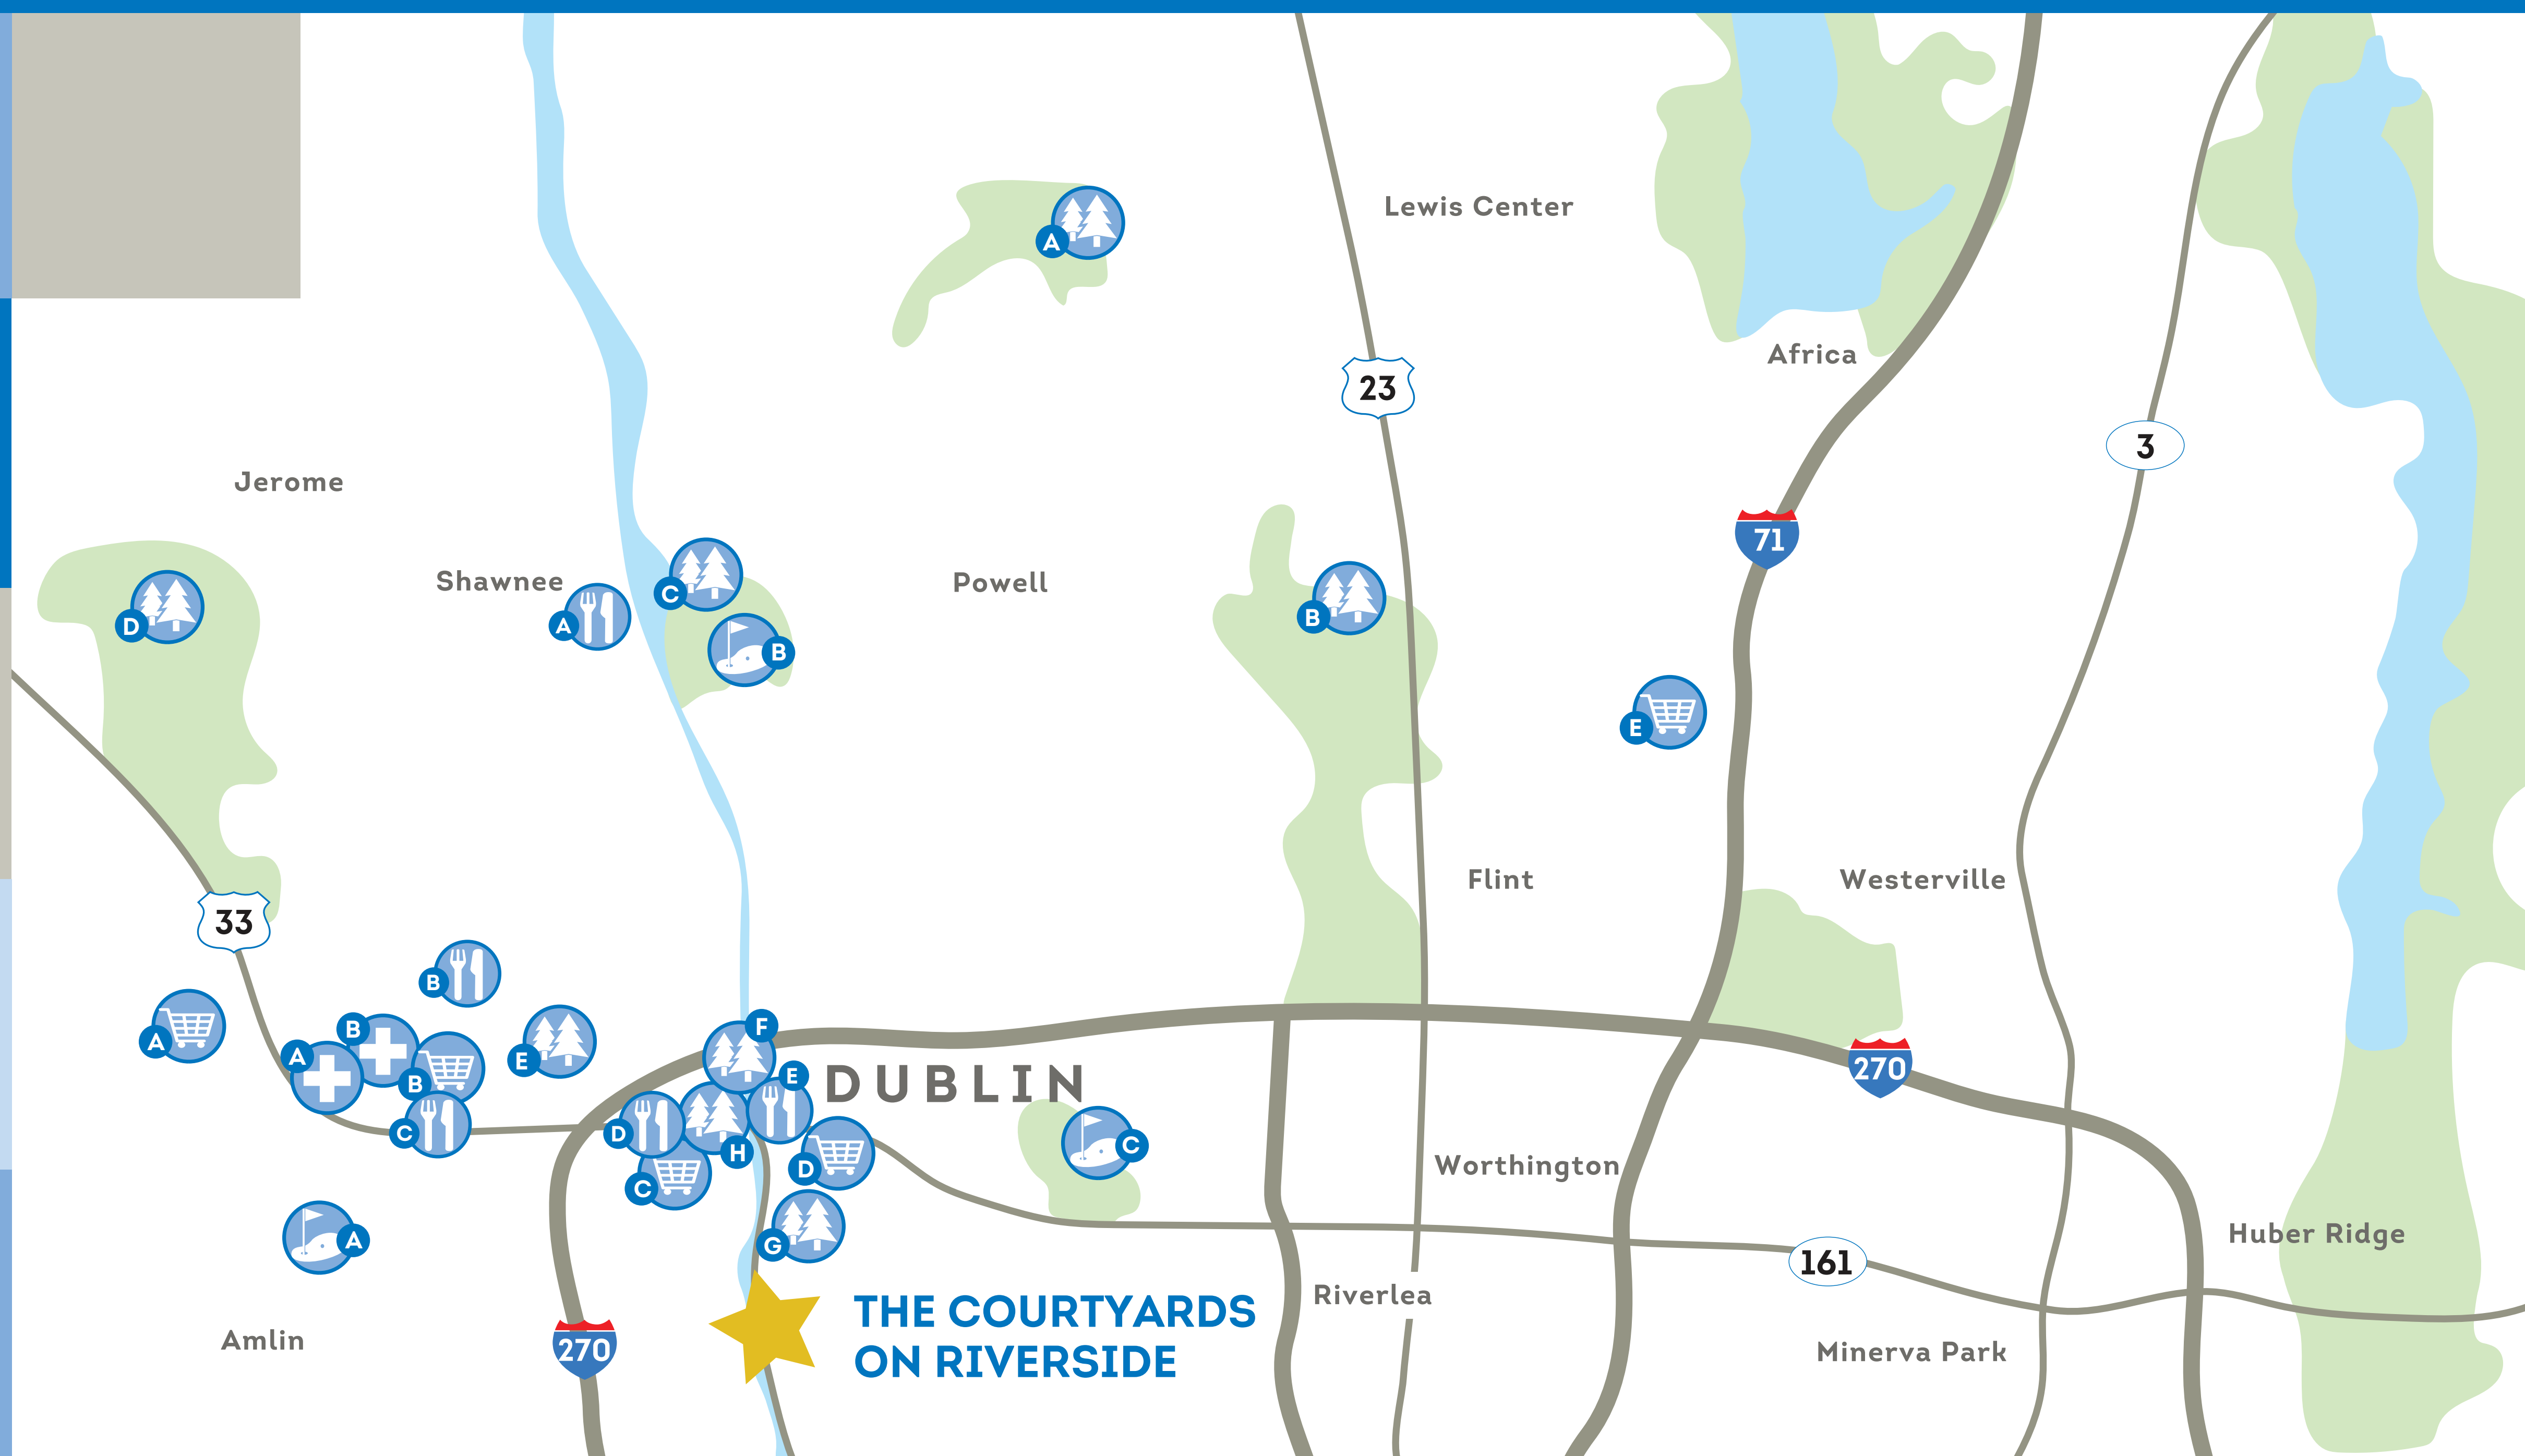 Lewis Center
A
Africa
23
3
Jerome
71
Shawnee
Powell
C
A
D
B
B
E
Flint
Westerville
33
B
F
B
A
A
E
B
E
DUBLIN
270
C
D
H
C
D
C
Worthington
A
G
Huber Ridge
161
Riverlea
THE COURTYARDS
ON RIVERSIDE
Amlin
270
Minerva Park